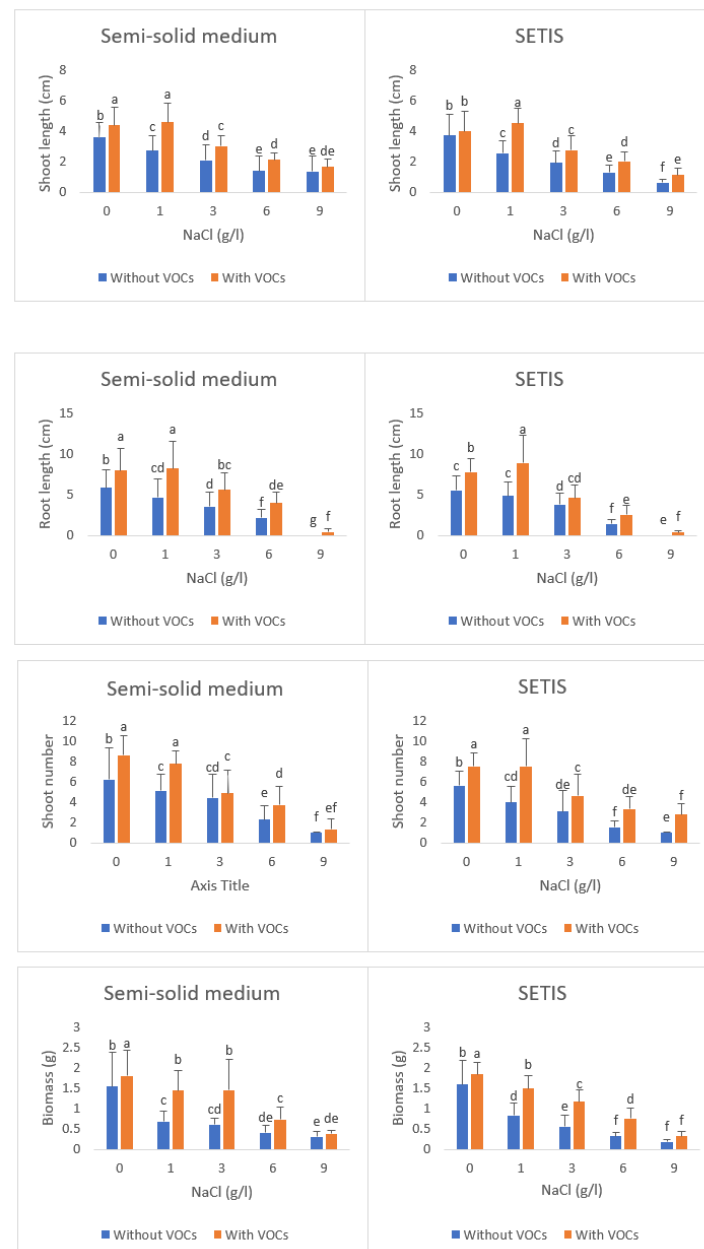 Semi-solid medium
Shoot length (cm)
8
6
4
2
0
b a c a d c e d e de
0 1 3 6 9
NaCl (g/l)
Without VOCs With VOCs
SETIS
Shoot length (cm)
8
6
4
2
0
b b c a d c e d f e
0 1 3 6 9
NaCl (g/l)
Without VOCs With VOCs
Semi-solid medium
Root length (cm)
15
10
5
0
b a cd a d bc f de g f
0 1 3 6 9
NaCl (g/l)
Without VOCs With VOCs
SETIS
Root length (cm)
15
10
5
0
c b c a d cd f e e f
0 1 3 6 9
NaCl (g/l)
Without VOCs With VOCs
Semi-solid medium
Shoot number
12
10
8
6
4
2
0
b a c a cd c e d f ef
0 1 3 6 9
Axis Title
Without VOCs With VOCs
SETIS
Shoot number
12
10
8
6
4
2
0
b a cd a de c f de e f
0 1 3 6 9
NaCl (g/l)
Without VOCs With VOCs
Semi-solid medium
Biomass (g)
3
2.5
2
1.5
1
0.5
0
b a c b cd b de c e de
0 1 3 6 9
NaCl (g/l)
Without VOCs With VOCs
SETIS
Biomass (g)
3
2.5
2
1.5
1
0.5
0
b a d b e c f d f f
0 1 3 6 9
NaCl (g/l)
Without VOCs With VOCs